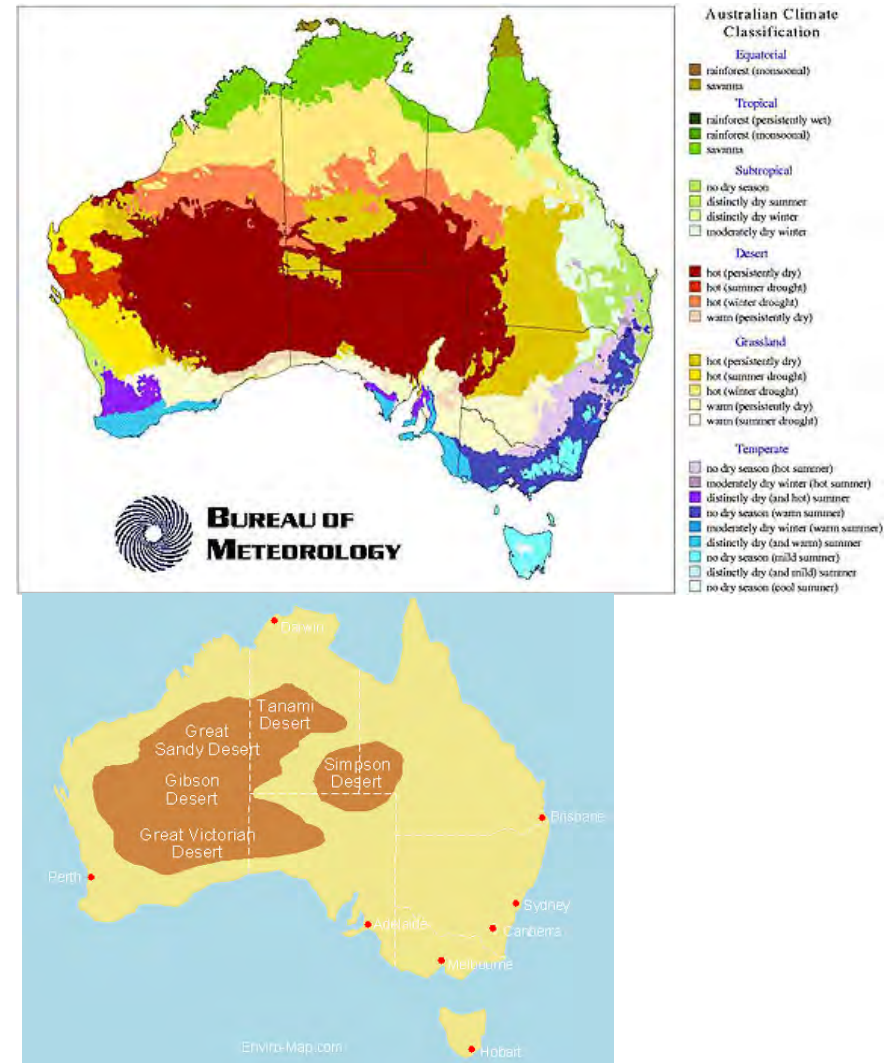 Australian Climate
Classification
Equatorial
rainforest (monsoonal)
savanna
Tropical
rainforest (persistently wet)
rainforest (monsoonal)
savanna
Subtropical
no dry season
distinctly dry summer
distinctly dry winter
moderately dry winter
Desert
hot (persistently dry)
hot (summer drought)
hot (winter drought)
warm (persistently dry)
Grassland
hot (persistently dry)
hot (summer drought)
hot (winter drought)
warm (persistently dry)
warm (summer drought)
Temperate
no dry season (hot summer)
moderately dry winter (hot summer)
distinctly dry (and hot) summer
no dry season (warm summer)
moderately dry winter (warm summer)
distinctly dry (and warm) summer
no dry season (mild summer)
distinctly dry (and mild) summer
no dry season (cool summer)
BUREAU OF
METEOROLOGY
Darwin
Tanami
Desert
Great
Sandy Desert
Simpson
Desert
Gibson
Desert
Great Victorian
Desert
Brisbane
Perth
Sydney
Adelaide
Canberra
Melbourne
Enviro-Map.com
Hobart